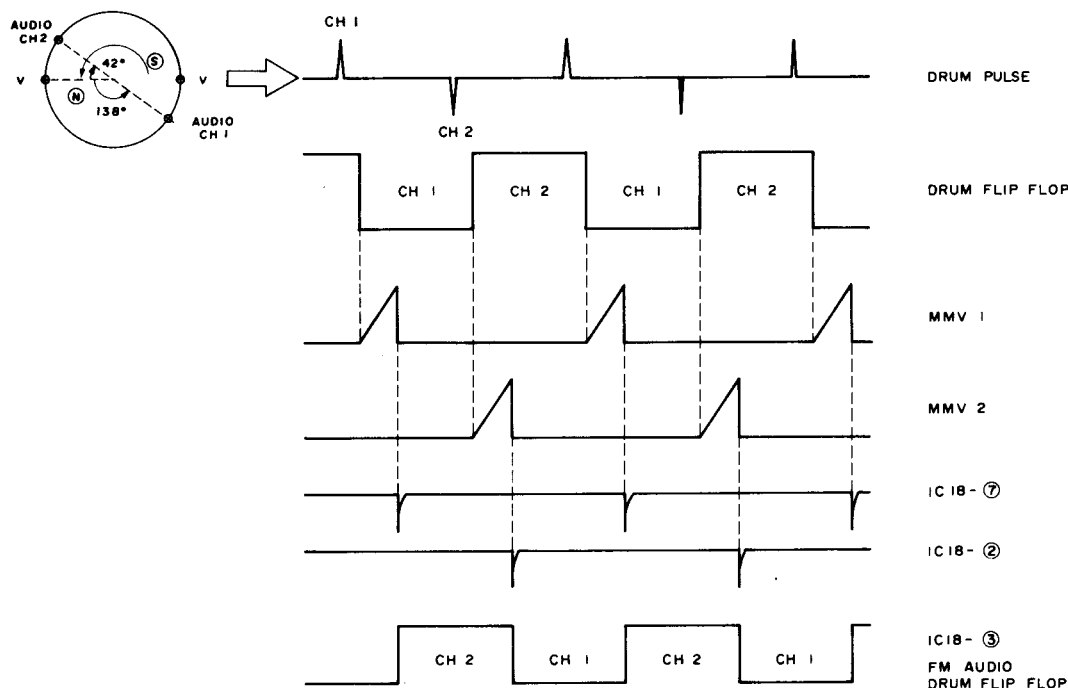 AUDIO
CH2
V
42°
Ⓢ
V
Ⓝ
138°
AUDIO
CH 1
CH 1
CH 2
DRUM PULSE
CH 1
CH 2
CH 1
CH 2
DRUM FLIP FLOP
MMV 1
MMV 2
IC18-⑦
IC18-②
CH 2
CH 1
CH 2
CH 1
IC18-③
FM AUDIO
DRUM FLIP FLOP